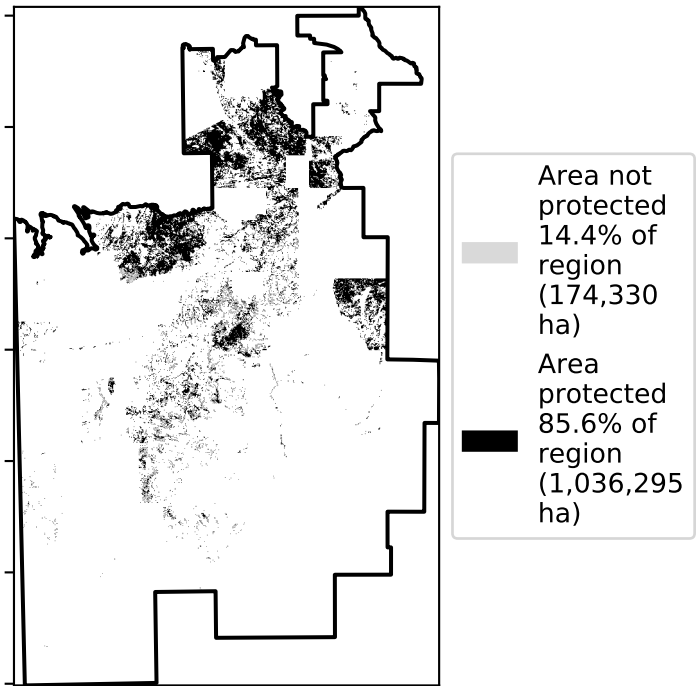 Area not
protected
14.4% of
region
(174,330
ha)
Area
protected
85.6% of
region
(1,036,295
ha)